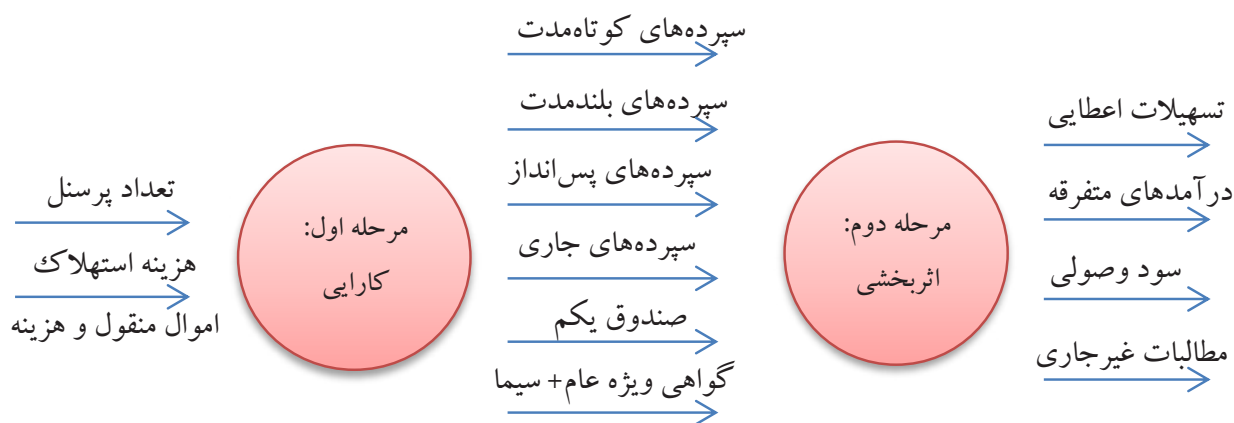 تعداد پرسنل
هزینه استهلاک
اموال منقول و هزینه
مرحله اول:
کارایی
سپرده‌های کوتاه‌مدت
سپرده‌های بلندمدت
سپرده‌های پس‌انداز
سپرده‌های جاری
صندوق یکم
گواهی ویژه عام+ سیما
مرحله دوم:
اثربخشی
تسهیلات اعطایی
درآمدهای متفرقه
سود وصولی
مطالبات غیرجاری